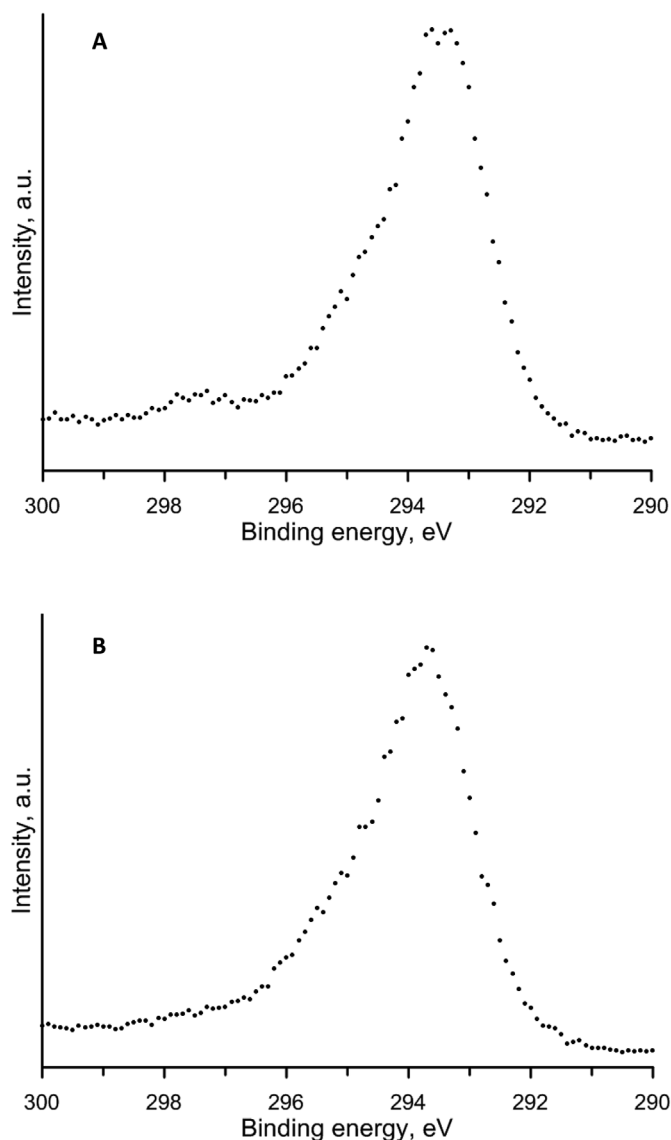 A
Intensity, a.u.
300 298 296 294 292 290
Binding energy, eV
B
Intensity, a.u.
300 298 296 294 292 290
Binding energy, eV